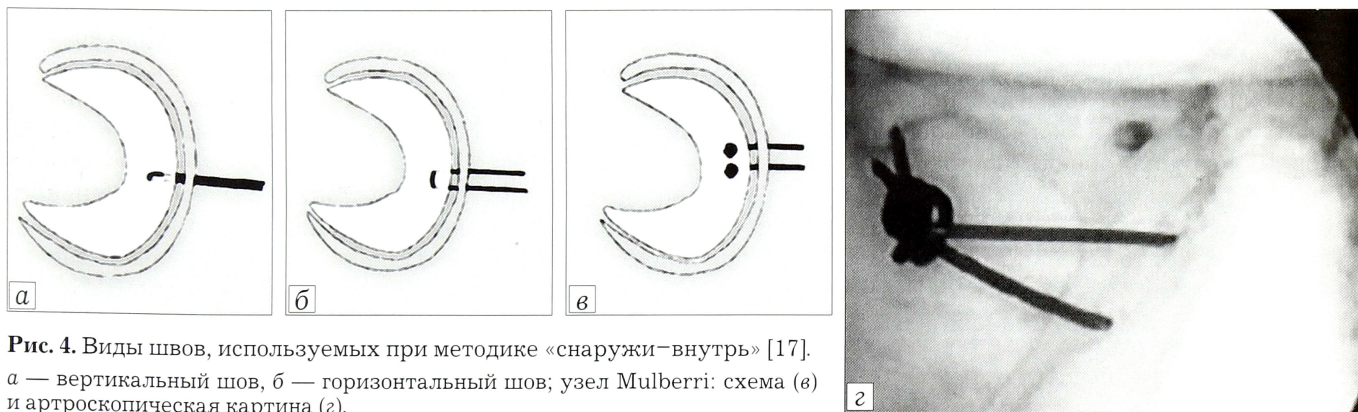 а
б
в
г
Рис. 4. Виды швов, используемых при методике «снаружи−внутрь» [17].
а — вертикальный шов, б — горизонтальный шов; узел Mulberri: схема (в)
и артроскопическая картина (г).